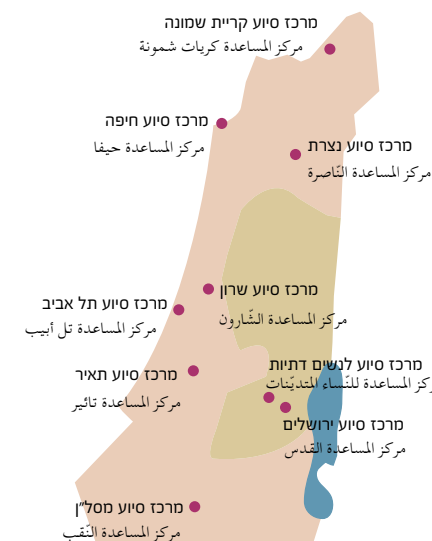 מרכז סיוע קריית שמונה
مركز المساعدة كريات شمونة
מרכז סיוע חיפה
مركز المساعدة حيفا
מרכז סיוע נצרת
مركز المساعدة النّاصرة
מרכז סיוע שרון
مركز المساعدة الشّارون
מרכז סיוע תל אביב
مركز المساعدة تل أبيب
מרכז סיוע לנשים דתיות
المساعدة للنّساء المتديّنات
מרכז סיוע תאיר
مركز المساعدة تائير
מרכז סיוע ירושלים
مركز المساعدة القدس
מרכז סיוע מסל"ן
مركز المساعدة النّقب